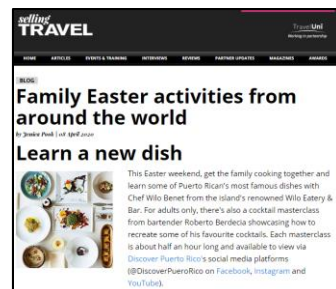 selling
TRAVEL
TravelUni
Working in partnership
HOME ARTICLES EVENTS & TRAINING INTERVIEWS REVIEWS PARTNER UPDATES MAGAZINES AWARDS
BLOG
Family Easter activities from
around the world
by Jessica Pook | 08 April 2020
Learn a new dish
This Easter weekend, get the family cooking together and
learn some of Puerto Rican's most famous dishes with
Chef Wilo Benet from the island's renowned Wilo Eatery &
Bar. For adults only, there's also a cocktail masterclass
from bartender Roberto Berdecia showcasing how to
recreate some of his favourite cocktails. Each masterclass
is about half an hour long and available to view via
Discover Puerto Rico's social media platforms
(@DiscoverPueroRico on Facebook, Instagram and
YouTube).